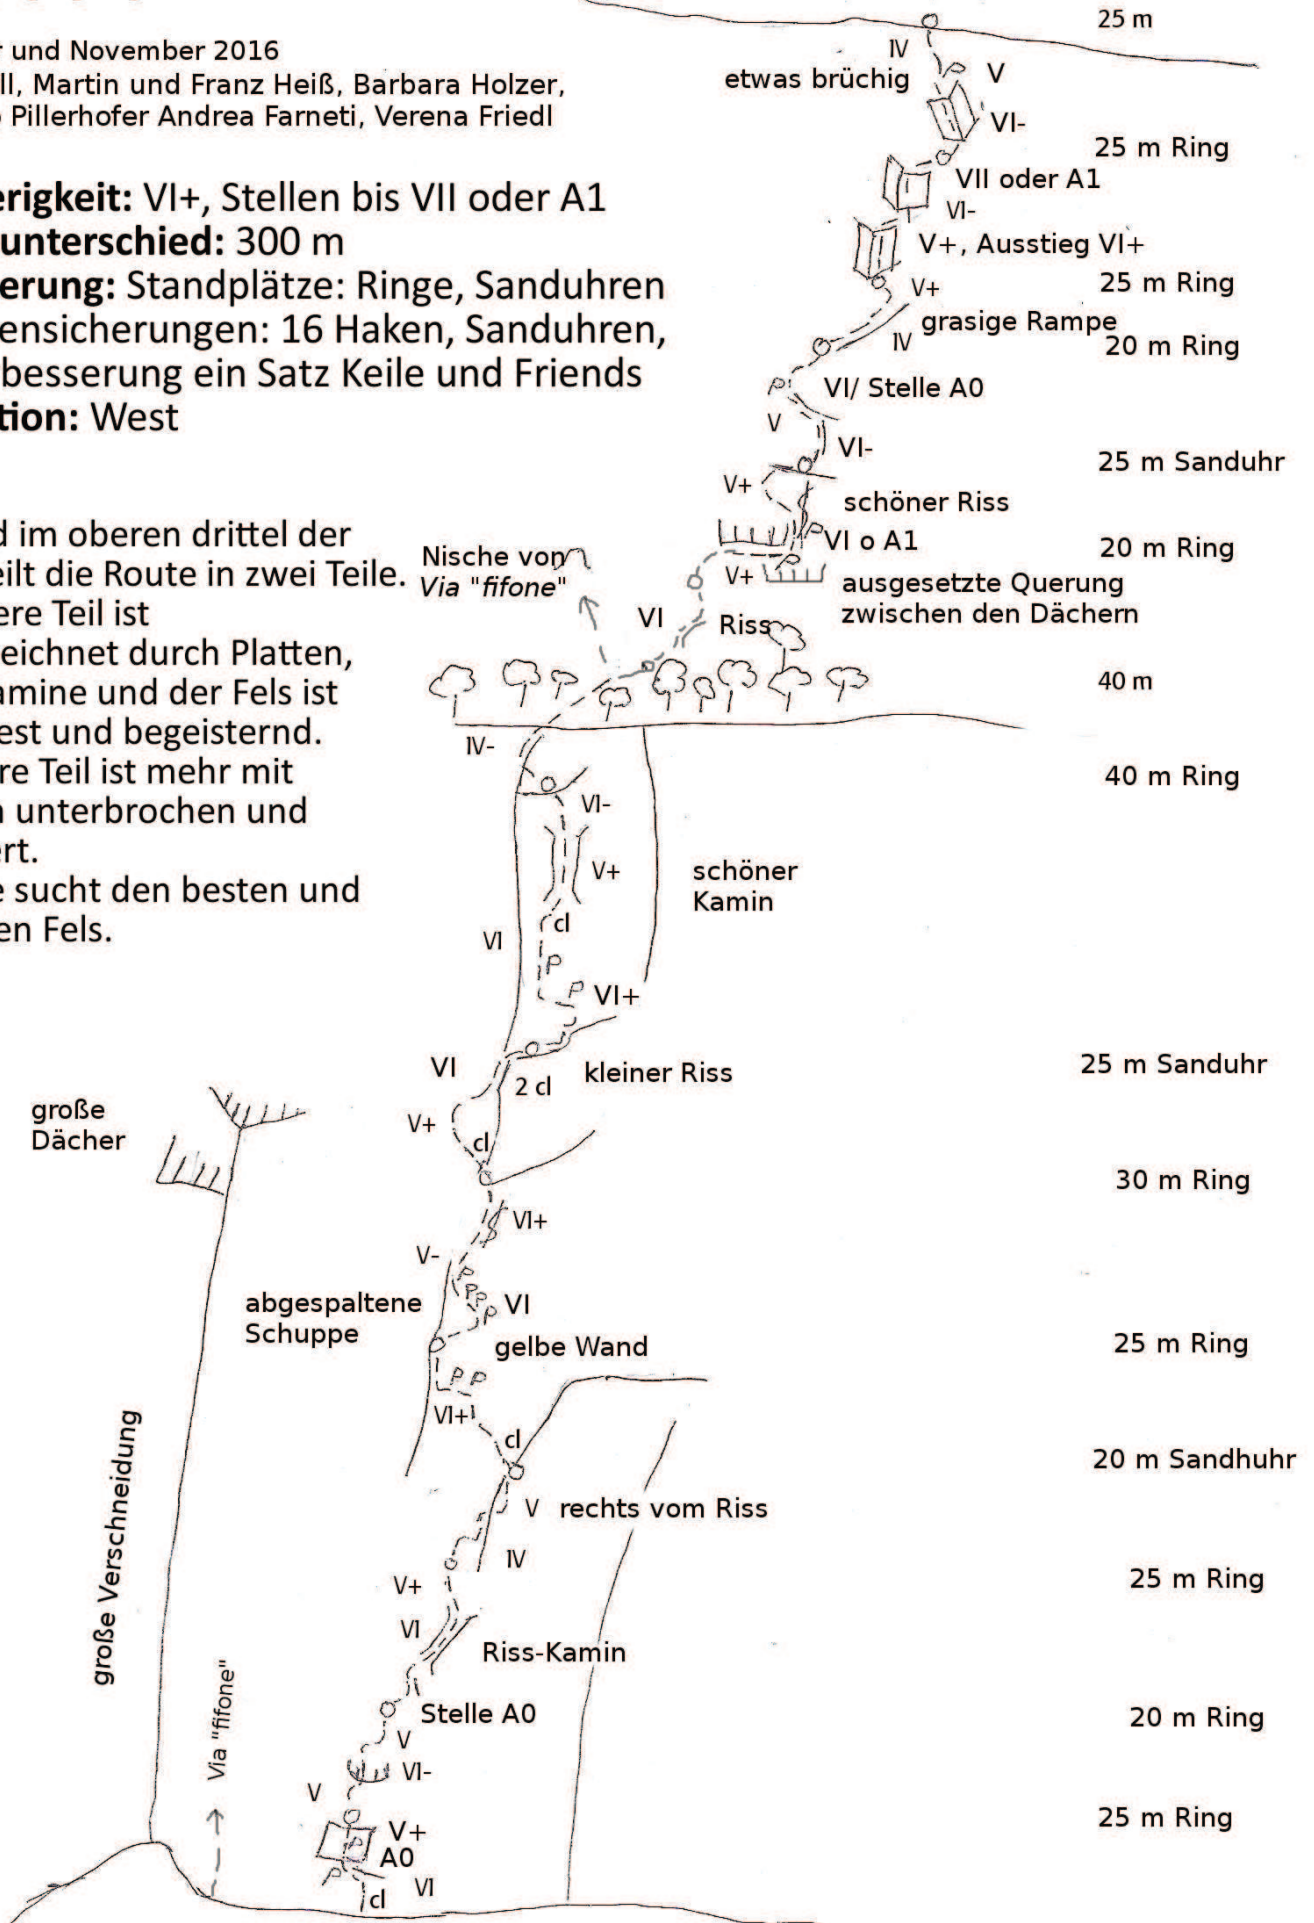 r und November 2016
ll, Martin und Franz Heiß, Barbara Holzer,
Pillerhofer Andrea Farneti, Verena Friedl
erigkeit: VI+, Stellen bis VII oder A1
unterschied: 300 m
erung: Standplätze: Ringe, Sanduhren
ensicherungen: 16 Haken, Sanduhren,
besserung ein Satz Keile und Friends
tion: West
d im oberen drittel der
eilt die Route in zwei Teile.
ere Teil ist
eichnet durch Platten,
amine und der Fels ist
est und begeisternd.
re Teil ist mehr mit
n unterbrochen und
ert.
e sucht den besten und
en Fels.
25 m
IV
etwas brüchig
V
VI-
25 m Ring
VII oder A1
VI-
V+, Ausstieg VI+
25 m Ring
V+
grasige Rampe
IV
20 m Ring
VI/ Stelle A0
V
VI-
25 m Sanduhr
V+
schöner Riss
VI o A1
20 m Ring
Nische von
Via "fifone"
V+
ausgesetzte Querung
zwischen den Dächern
VI
Riss
40 m
IV-
40 m Ring
VI-
V+
schöner
Kamin
cl
VI
VI+
VI
2 cl
kleiner Riss
25 m Sanduhr
große
Dächer
V+
cl
30 m Ring
VI+
V-
abgespaltene
Schuppe
VI
gelbe Wand
25 m Ring
VI+
cl
20 m Sandhuhr
V
rechts vom Riss
IV
große Verschneidung
V+
25 m Ring
VI
Riss-Kamin
Stelle A0
20 m Ring
V
VI-
Via "fifone"
V
25 m Ring
V+
A0
VI
cl